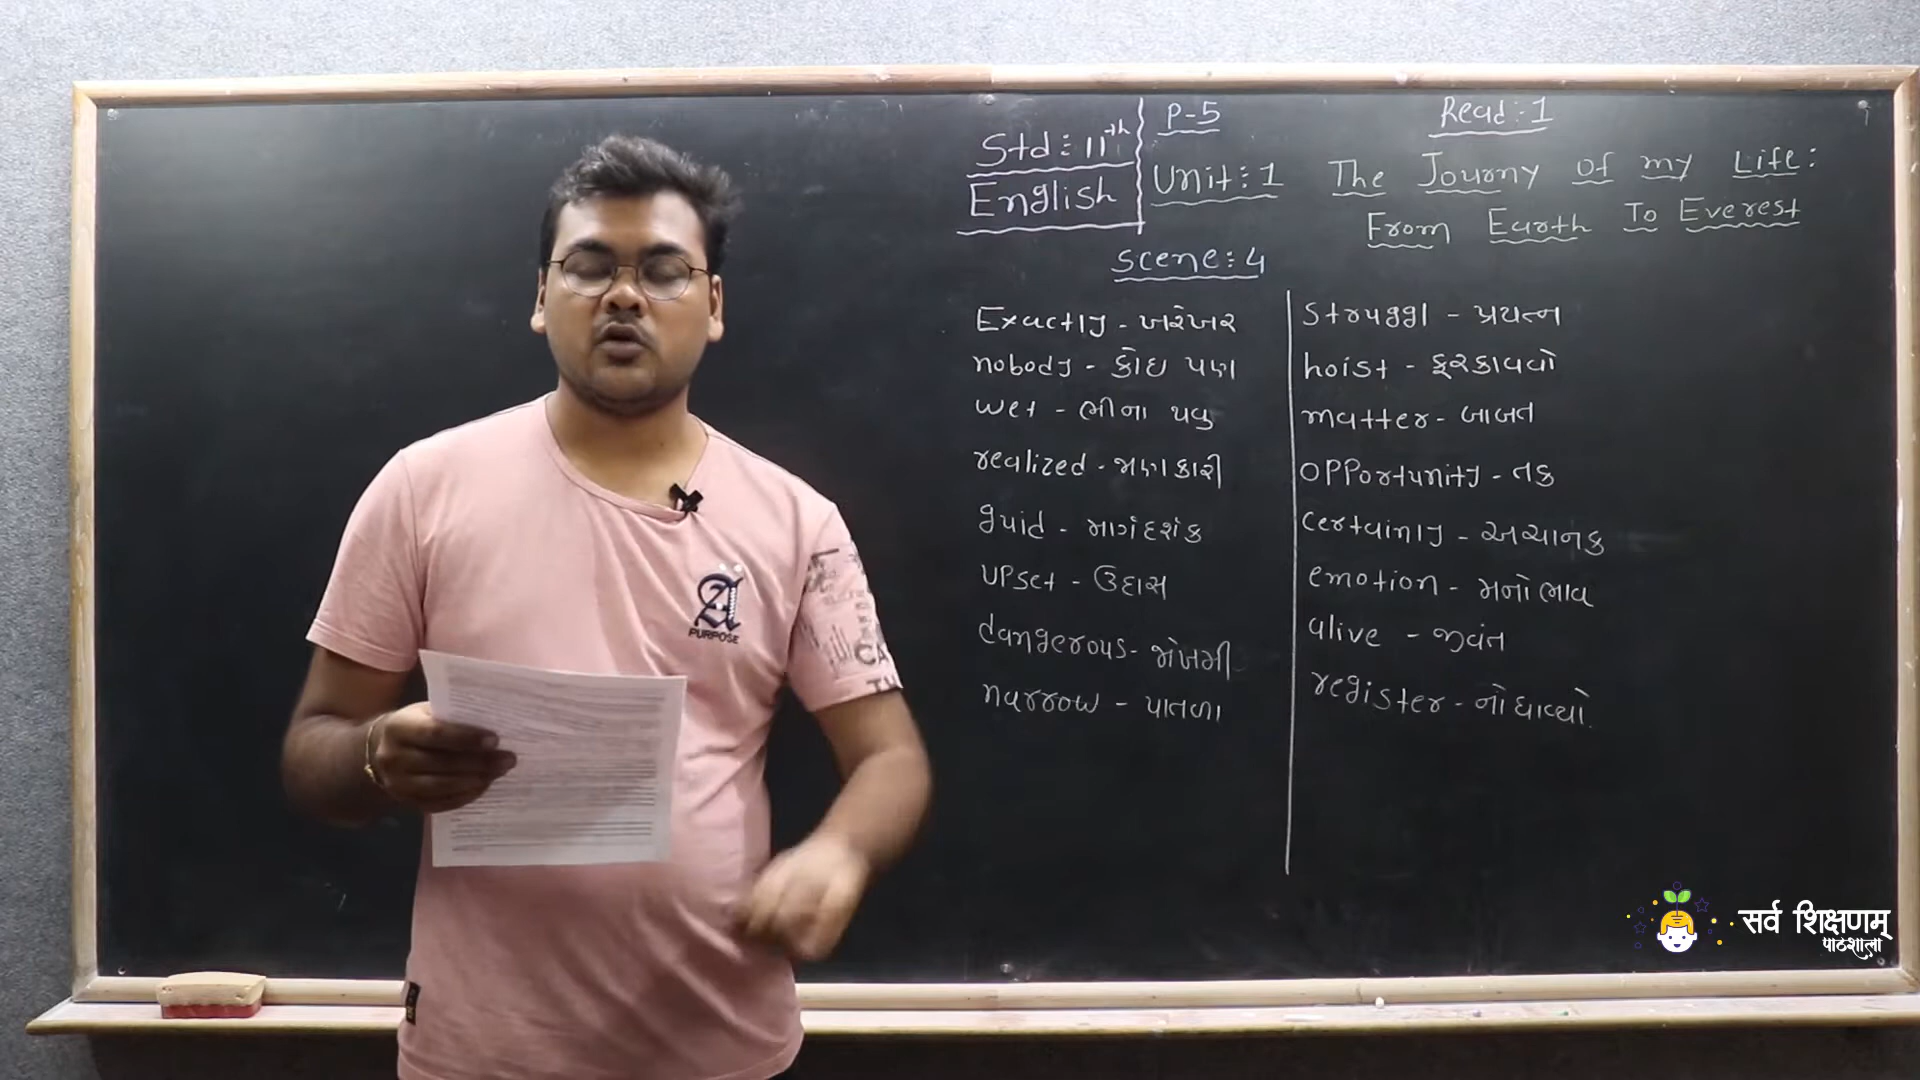 Std : 11th
English
P-5
Read : 1
Unit : 1 The Journy of my Life :
From Earth To Everest
Scene : 4
Exactly - ખરેખર
nobody - કોઇ પણ
wet - ભીના થવુ
realized - જાણકારી
guid - માર્ગદર્શક
upset - ઉદાસ
dangerous - જોખમી
narrow - પાતળા
Struggl - પ્રયત્ન
hoist - ફરકાવવો
matter - બાબત
opportunity - તક
certainly - અચાનક
emotion - મનોભાવ
alive - જીવંત
register - નોધાવ્યો
A
PURPOSE
CA
TH
सर्व शिक्षणम्
पाठशाला